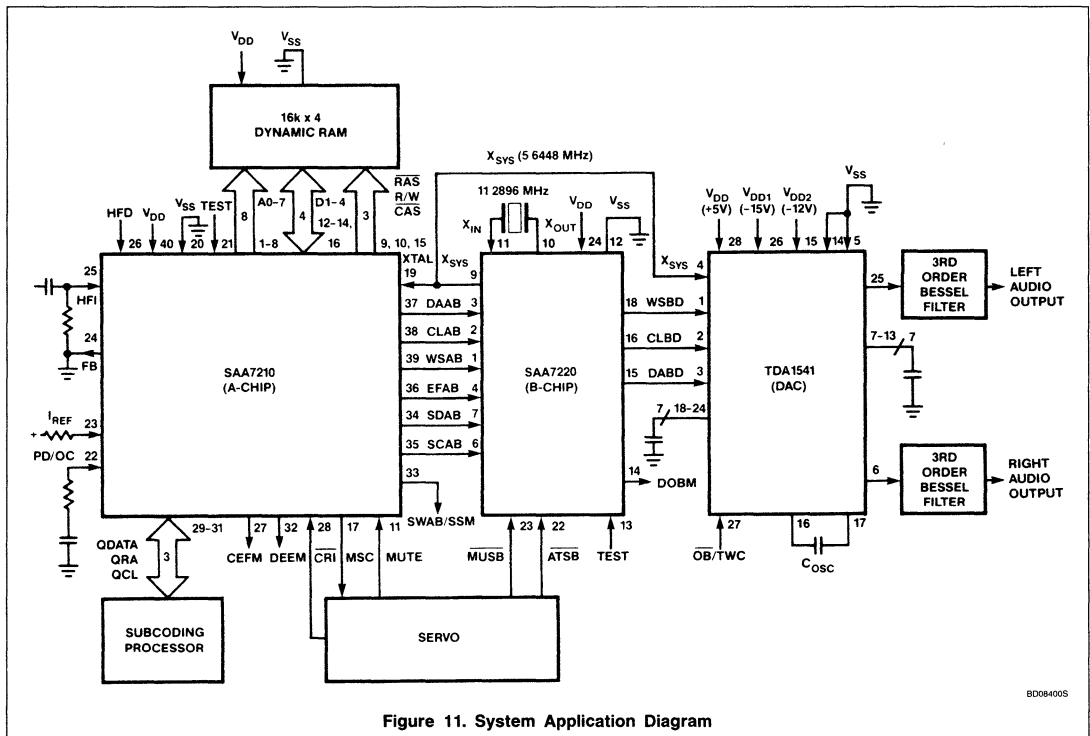 VDD
VSS
16k x 4
DYNAMIC RAM
XSYS (5 6448 MHz)
RAS
R/W
CAS
11 2896 MHz
VSS
VDD
(+5V)
VDD1
(-15V)
VDD2
(-12V)
HFD
VDD
VSS
TEST
8
A0-7
4
D1-4
12-14,
3
XIN
XOUT
VDD
VSS
26
40
20
21
1-8
16
9, 10, 15
XTAL
XSYS
11
10
24
12
XSYS
28
26
15
14
5
25
HFI
24
FB
IREF
+
23
PD/OC
22
SAA7210
(A-CHIP)
19
9
37 DAAB 3
38 CLAB 2
39 WSAB 1
36 EFAB 4
34 SDAB 7
35 SCAB 6
33
SWAB/SSM
SAA7220
(B-CHIP)
4
18 WSBD 1
16 CLBD 2
15 DABD 3
7 18-24
14
DOBM
TDA1541
(DAC)
25
3RD
ORDER
BESSEL
FILTER
LEFT
AUDIO
OUTPUT
7-13 7
6
3RD
ORDER
BESSEL
FILTER
RIGHT
AUDIO
OUTPUT
29-31
27
32
28
17
11
23
22
13
27
16
17
QDATA
QRA
QCL
3
CEFM
DEEM
CRI
MSC
MUTE
MUSB
ATSB
TEST
OB/TWC
COSC
SUBCODING
PROCESSOR
SERVO
BD08400S
Figure 11. System Application Diagram